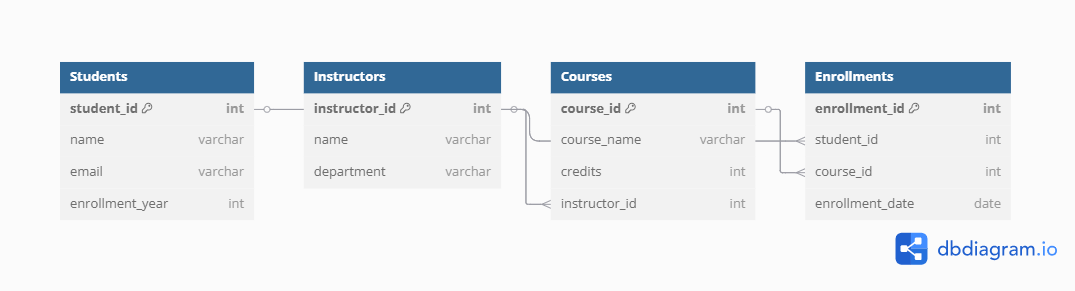 Students
student_id int
name varchar
email varchar
enrollment_year int
Instructors
instructor_id int
name varchar
department varchar
Courses
course_id int
course_name varchar
credits int
instructor_id int
Enrollments
enrollment_id int
student_id int
course_id int
enrollment_date date
dbdiagram.io